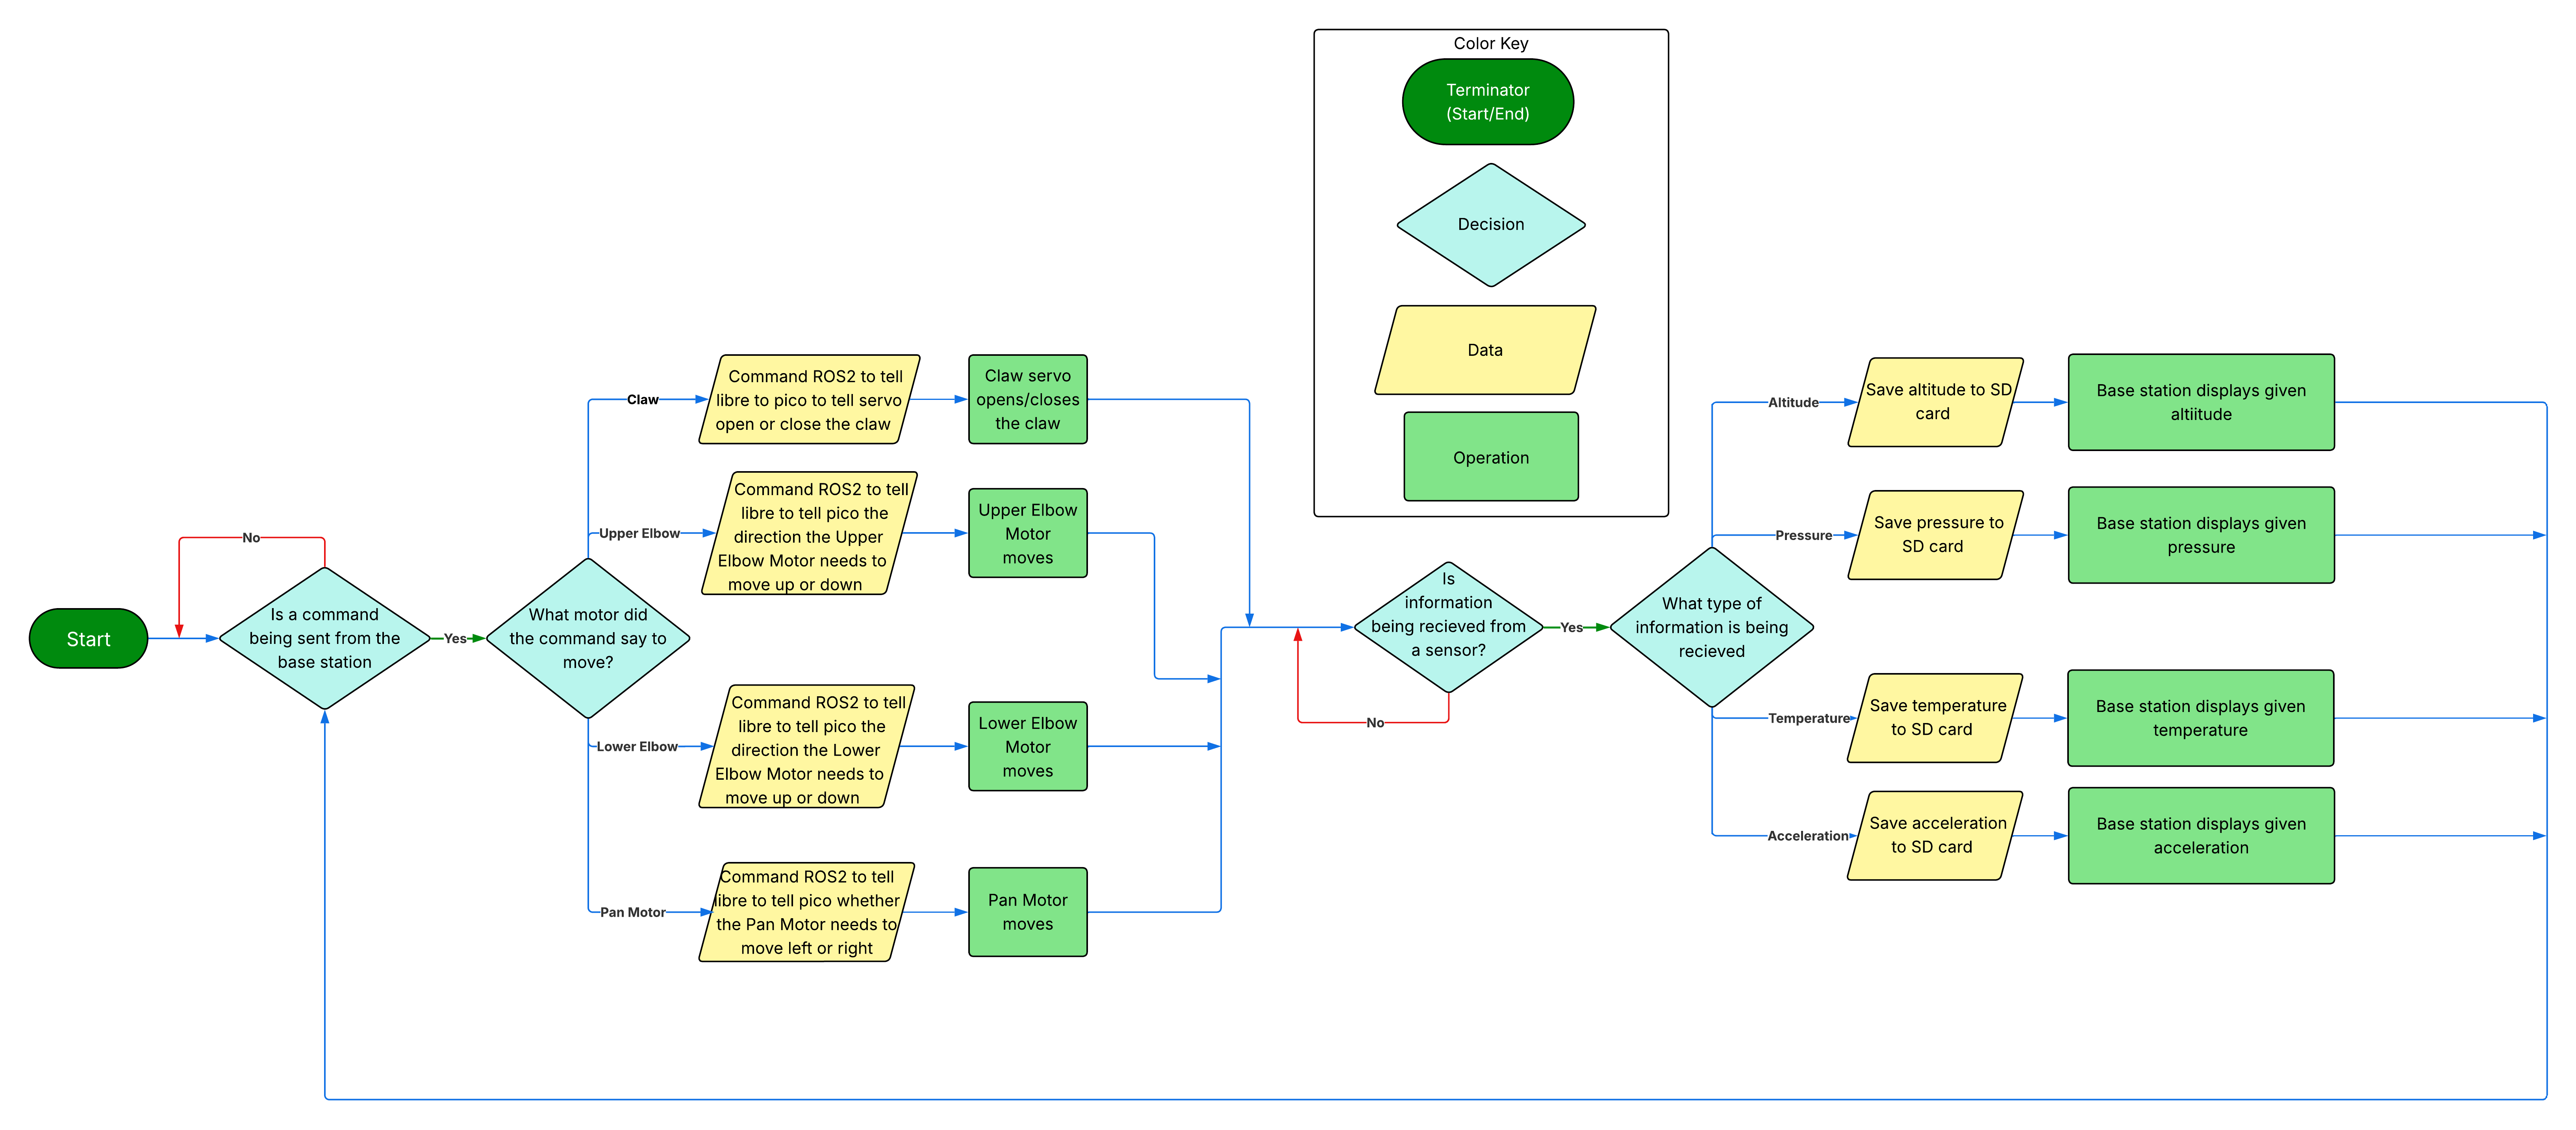 Color Key
Terminator
(Start/End)
Decision
Data
Operation
Start
No
Is a command
being sent from the
base station
Yes
What motor did
the command say to
move?
Claw
Command ROS2 to tell
libre to pico to tell servo
open or close the claw
Claw servo
opens/closes
the claw
Upper Elbow
Command ROS2 to tell
libre to tell pico the
direction the Upper
Elbow Motor needs to
move up or down
Upper Elbow
Motor
moves
Lower Elbow
Command ROS2 to tell
libre to tell pico the
direction the Lower
Elbow Motor needs to
move up or down
Lower Elbow
Motor
moves
Pan Motor
Command ROS2 to tell
libre to tell pico whether
the Pan Motor needs to
move left or right
Pan Motor
moves
Is
information
being recieved from
a sensor?
No
Yes
What type of
information is being
recieved
Altitude
Save altitude to SD
card
Base station displays given
altiitude
Pressure
Save pressure to
SD card
Base station displays given
pressure
Temperature
Save temperature
to SD card
Base station displays given
temperature
Acceleration
Save acceleration
to SD card
Base station displays given
acceleration